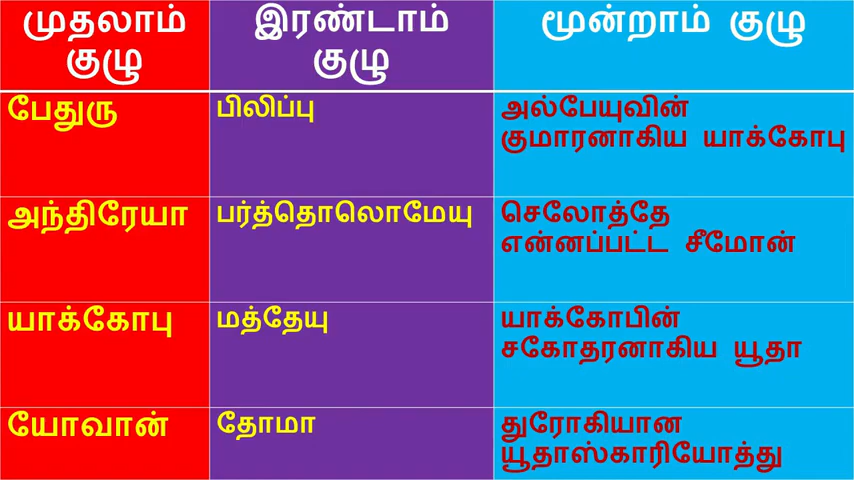 முதலாம்
குழு
இரண்டாம்
குழு
மூன்றாம் குழு
பேதுரு
பிலிப்பு
அல்பேயுவின்
குமாரனாகிய யாக்கோபு
அந்திரேயா
பர்த்தொலொமேயு
செலோத்தே
என்னப்பட்ட சீமோன்
யாக்கோபு
மத்தேயு
யாக்கோபின்
சகோதரனாகிய யூதா
யோவான்
தோமா
துரோகியான
யூதாஸ்காரியோத்து